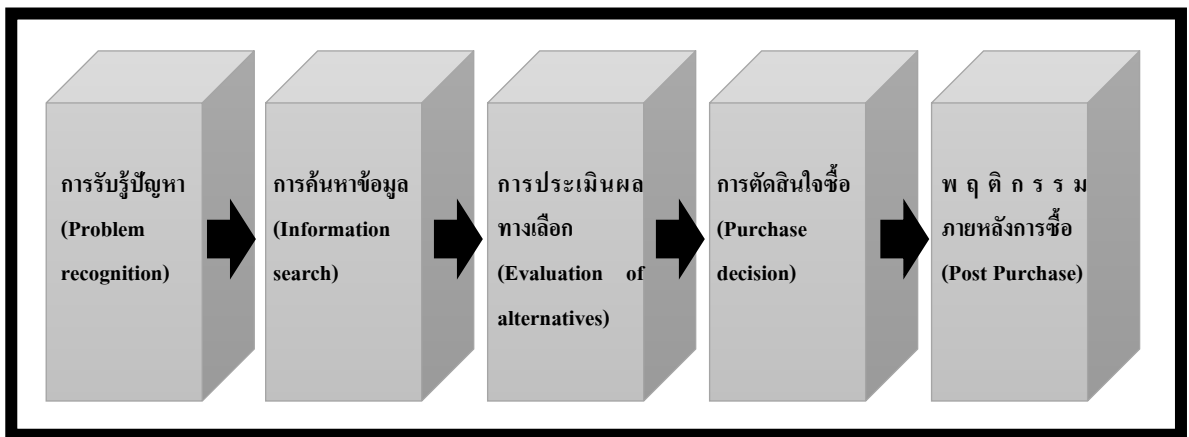 การรับรู้ปัญหา
(Problem
recognition)
การค้นหาข้อมูล
(Information
search)
การประเมินผล
ทางเลือก
(Evaluation of
alternatives)
การตัดสินใจซื้อ
(Purchase
decision)
พฤติกรรม
ภายหลังการซื้อ
(Post Purchase)